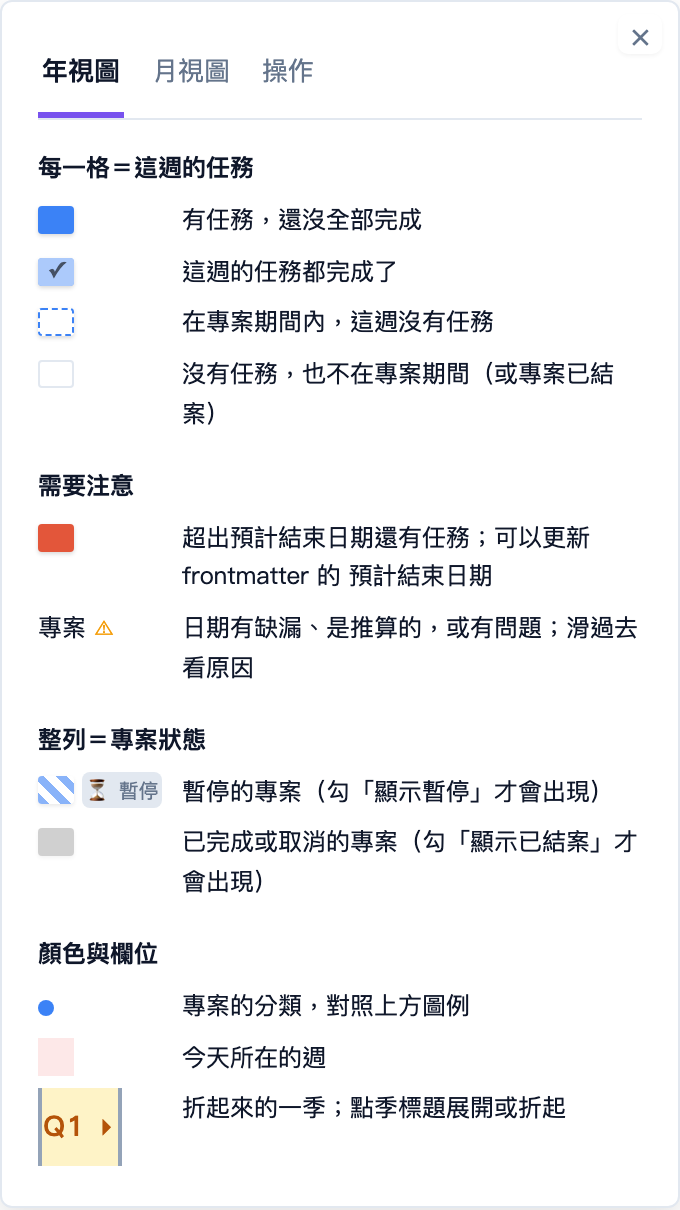 年視圖 月視圖 操作
每一格＝這週的任務
有任務，還沒全部完成
這週的任務都完成了
在專案期間內，這週沒有任務
沒有任務，也不在專案期間（或專案已結
案）
需要注意
超出預計結束日期還有任務；可以更新
frontmatter 的 預計結束日期
專案 ⚠ 日期有缺漏、是推算的，或有問題；滑過去
看原因
整列＝專案狀態
⏳ 暫停 暫停的專案（勾「顯示暫停」才會出現）
已完成或取消的專案（勾「顯示已結案」才
會出現）
顏色與欄位
專案的分類，對照上方圖例
今天所在的週
Q1 折起來的一季；點季標題展開或折起